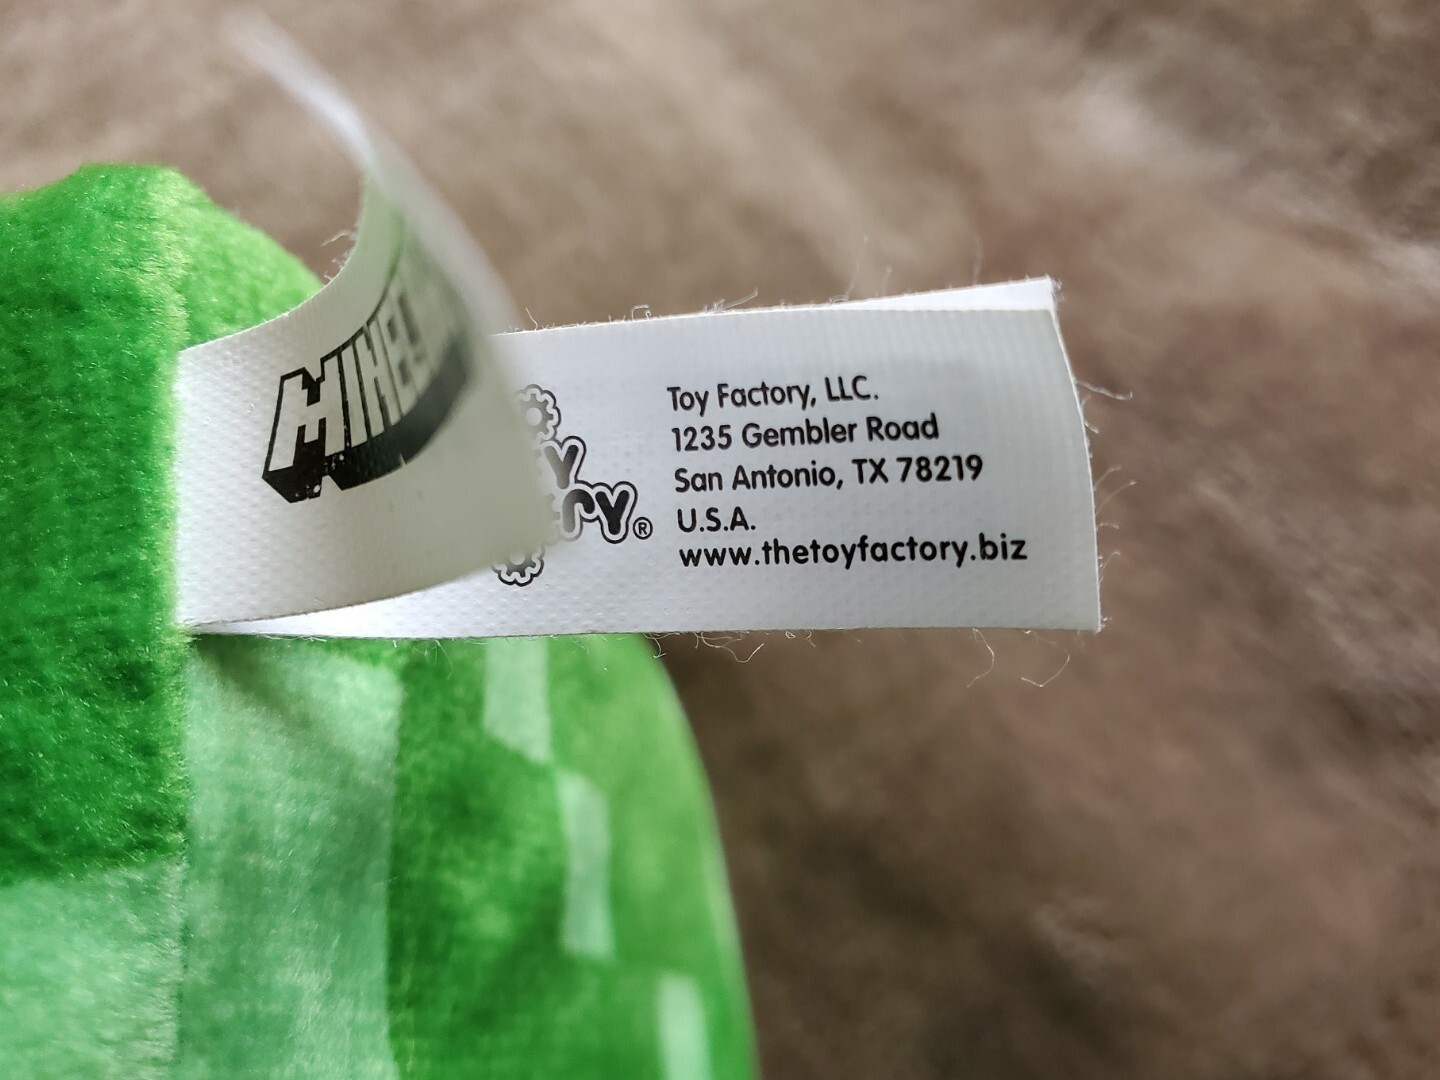 Toy Factory, LLC.
1235 Gembler Road
San Antonio, TX 78219
U.S.A.
www.thetoyfactory.biz